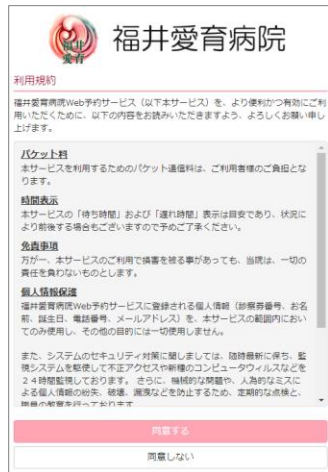 福井愛育
福井愛育病院
利用規約
福井愛育病院Web予約サービス（以下本サービス）を、より便利かつ有効にご利
用いただくために、以下の内容をお読みいただきますよう、よろしくお願い申し
上げます。
パケット料
本サービスを利用するためのパケット通信料は、ご利用者様のご負担とな
ります。
時間表示
本サービスの「待ち時間」および「遅れ時間」表示は目安であり、状況に
より前後する場合もございますので予めご了承ください。
免責事項
万が一、本サービスのご利用で損害を被る事があっても、当院は、一切の
責任を負わないものとします。
個人情報保護
福井愛育病院Web予約サービスに登録される個人情報（診察券番号、お名
前、誕生日、電話番号、メールアドレス）を、本サービスの範囲内におい
てのみ使用し、その他の目的には一切使用しません。
また、システムのセキュリティ対策に関しましては、随時最新に保ち、監
視システムを駆使して不正アクセスや新種のコンピュータウィルスなどを
２４時間監視しております。 さらに、機械的な問題や、人為的なミスに
よる個人情報の紛失、破壊、漏洩などを防止するため、定期的な点検と、
職員の教育を行っております
同意する
同意しない